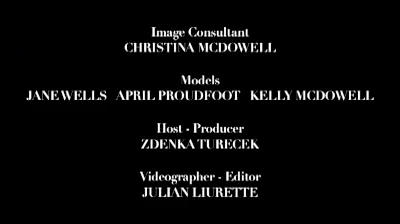 Image Consultant
CHRISTINA MCDOWELL
Models
JANE WELLS APRIL PROUDFOOT KELLY MCDOWELL
Host - Producer
ZDENKA TURECEK
Videographer - Editor
JULIAN LIURETTE